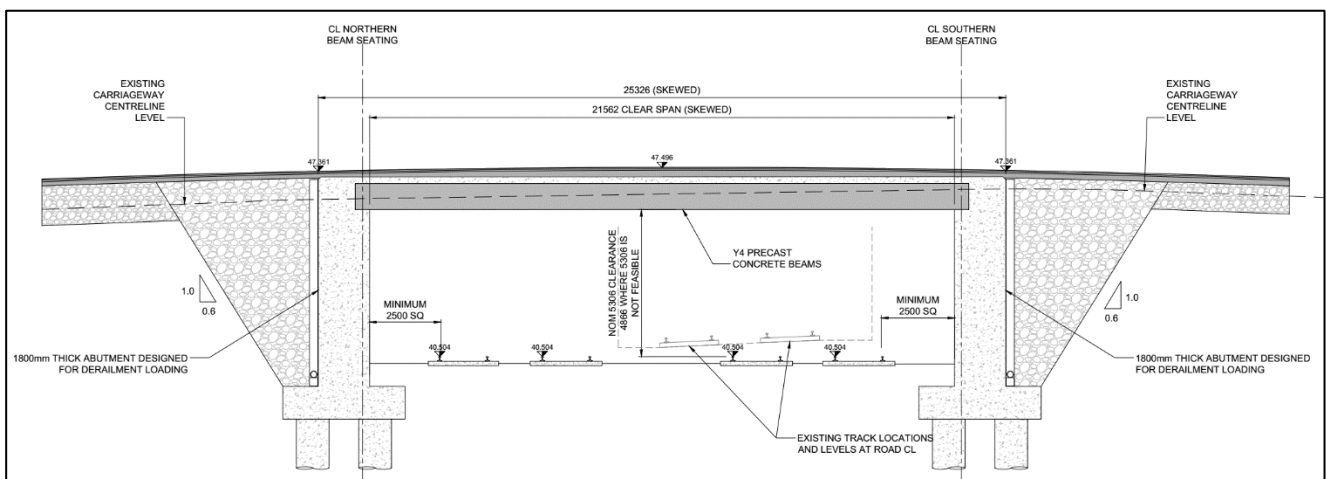 CL NORTHERN
BEAM SEATING
CL SOUTHERN
BEAM SEATING
EXISTING
CARRIAGEWAY
CENTRELINE
LEVEL
25326 (SKEWED)
21562 CLEAR SPAN (SKEWED)
EXISTING
CARRIAGEWAY
CENTRELINE
LEVEL
47.361
47.496
47.361
NOM 5306 CLEARANCE
4866 WHERE 5306 IS
NOT FEASIBLE
Y4 PRECAST
CONCRETE BEAMS
1.0
0.6
MINIMUM
2500 SQ
MINIMUM
2500 SQ
1.0
0.6
40.504
40.504
40.504
40.504
1800mm THICK ABUTMENT DESIGNED
FOR DERAILMENT LOADING
1800mm THICK ABUTMENT DESIGNED
FOR DERAILMENT LOADING
EXISTING TRACK LOCATIONS
AND LEVELS AT ROAD CL